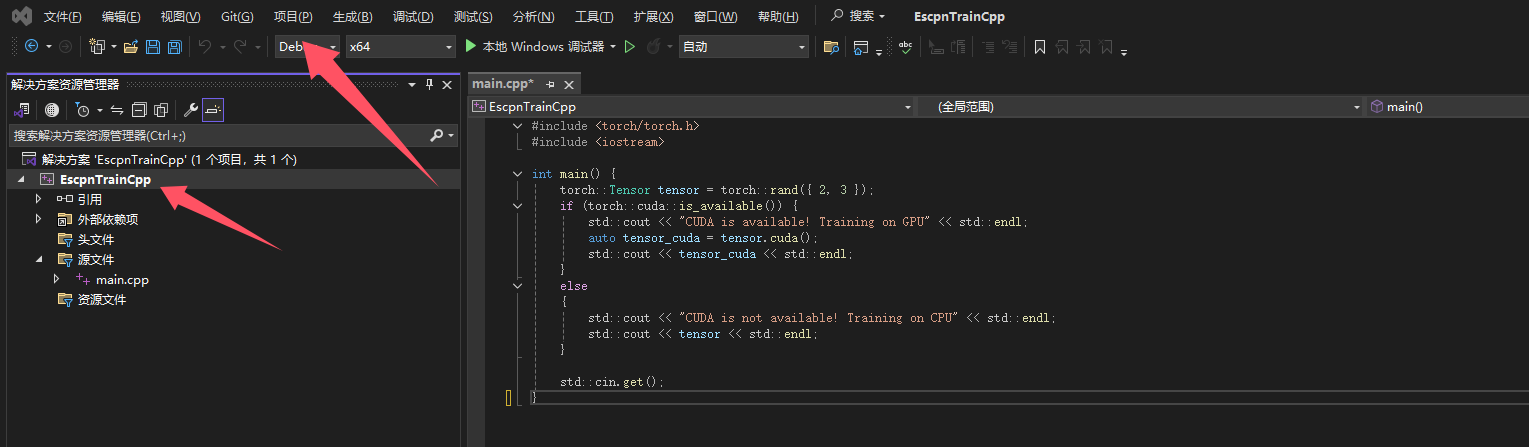 文件(F) 编辑(E) 视图(V) Git(G) 项目(P) 生成(B) 调试(D) 测试(S) 分析(N) 工具(T) 扩展(X) 窗口(W) 帮助(H) 搜索 EscpnTrainCpp
Deb x64 本地 Windows 调试器 自动
解决方案资源管理器
搜索解决方案资源管理器(Ctrl+;)
解决方案 'EscpnTrainCpp' (1 个项目，共 1 个)
EscpnTrainCpp
引用
外部依赖项
头文件
源文件
main.cpp
资源文件
main.cpp*
EscpnTrainCpp (全局范围) main()
#include <torch/torch.h>
#include <iostream>
int main() {
torch::Tensor tensor = torch::rand({ 2, 3 });
if (torch::cuda::is_available()) {
std::cout << "CUDA is available! Training on GPU" << std::endl;
auto tensor_cuda = tensor.cuda();
std::cout << tensor_cuda << std::endl;
}
else
{
std::cout << "CUDA is not available! Training on CPU" << std::endl;
std::cout << tensor << std::endl;
}
std::cin.get();
}